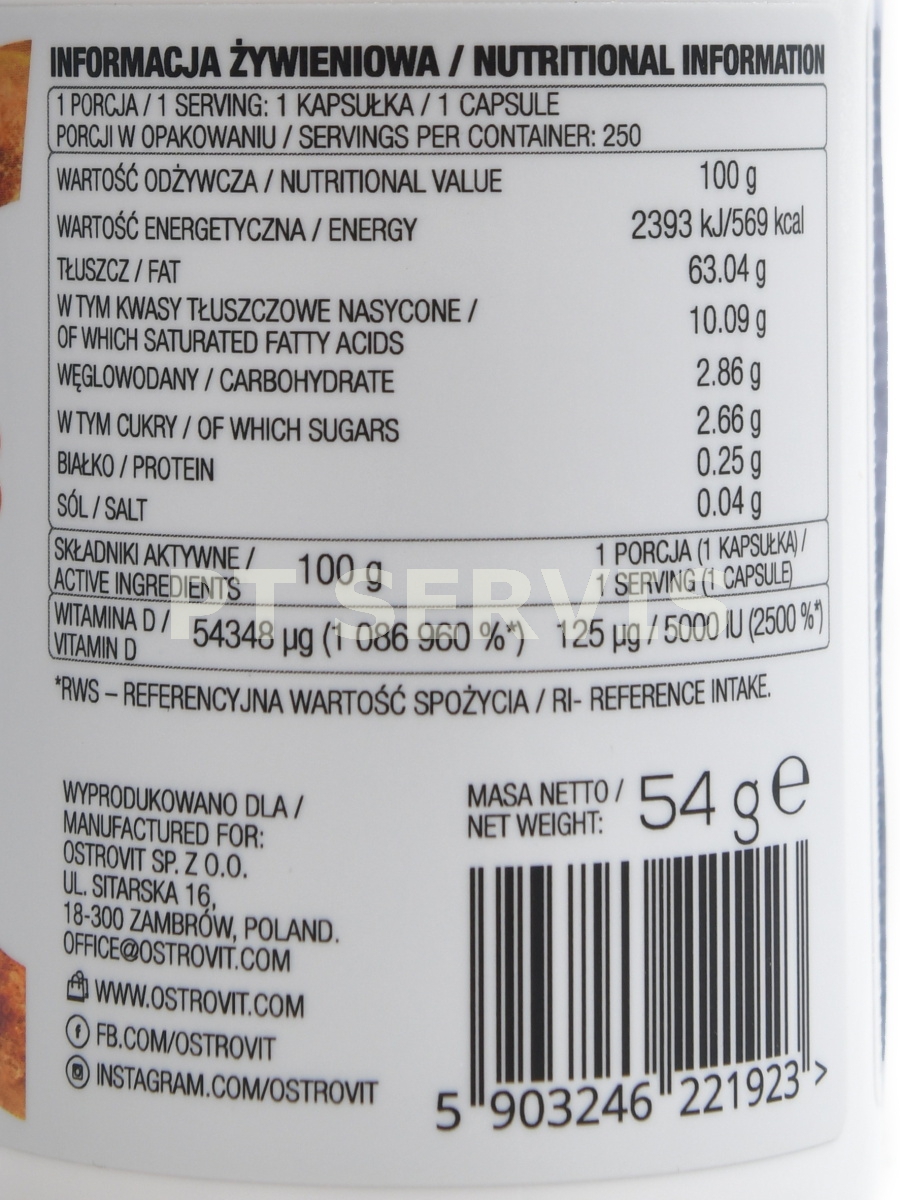 INFORMACJA ŻYWIENIOWA / NUTRITIONAL INFORMATION
1 PORCJA / 1 SERVING: 1 KAPSUŁKA / 1 CAPSULE
PORCJI W OPAKOWANIU / SERVINGS PER CONTAINER: 250
WARTOŚĆ ODŻYWCZA / NUTRITIONAL VALUE 100 g
WARTOŚĆ ENERGETYCZNA / ENERGY 2393 kJ/569 kcal
TŁUSZCZ / FAT 63.04 g
W TYM KWASY TŁUSZCZOWE NASYCONE /
OF WHICH SATURATED FATTY ACIDS 10.09 g
WĘGLOWODANY / CARBOHYDRATE 2.86 g
W TYM CUKRY / OF WHICH SUGARS 2.66 g
BIAŁKO / PROTEIN 0.25 g
SÓL / SALT 0.04 g
SKŁADNIKI AKTYWNE / 100 g 1 PORCJA (1 KAPSUŁKA) /
ACTIVE INGREDIENTS 1 SERVING (1 CAPSULE)
PT SERVIS
WITAMINA D / 54348 µg (1 086 960 %*) 125 µg / 5000 IU (2500 %*)
VITAMIN D
*RWS – REFERENCYJNA WARTOŚĆ SPOŻYCIA / RI- REFERENCE INTAKE.
WYPRODUKOWANO DLA /
MANUFACTURED FOR:
OSTROVIT SP. Z O.O.
UL. SITARSKA 16,
18-300 ZAMBRÓW, POLAND.
OFFICE@OSTROVIT.COM
WWW.OSTROVIT.COM
FB.COM/OSTROVIT
INSTAGRAM.COM/OSTROVIT
MASA NETTO / 54 g e
NET WEIGHT:
5 903246 221923 >